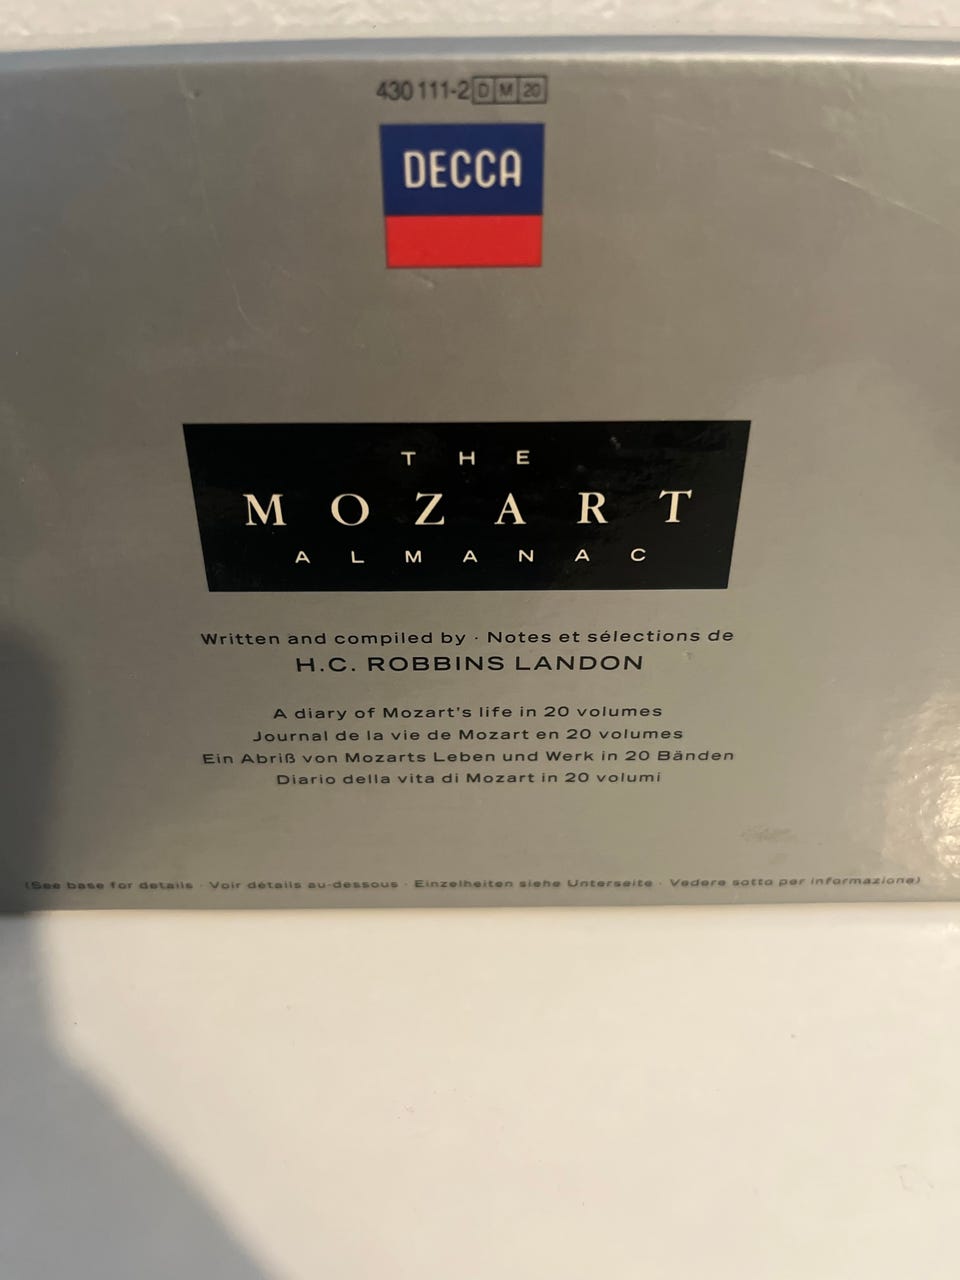 430 111-2 D M 20
DECCA
THE
MOZART
ALMANAC
Written and compiled by · Notes et sélections de
H.C. ROBBINS LANDON
A diary of Mozart's life in 20 volumes
Journal de la vie de Mozart en 20 volumes
Ein Abriß von Mozarts Leben und Werk in 20 Bänden
Diario della vita di Mozart in 20 volumi
(See base for details · Voir détails au-dessous · Einzelheiten siehe Unterseite · Vedere sotto per informazione)